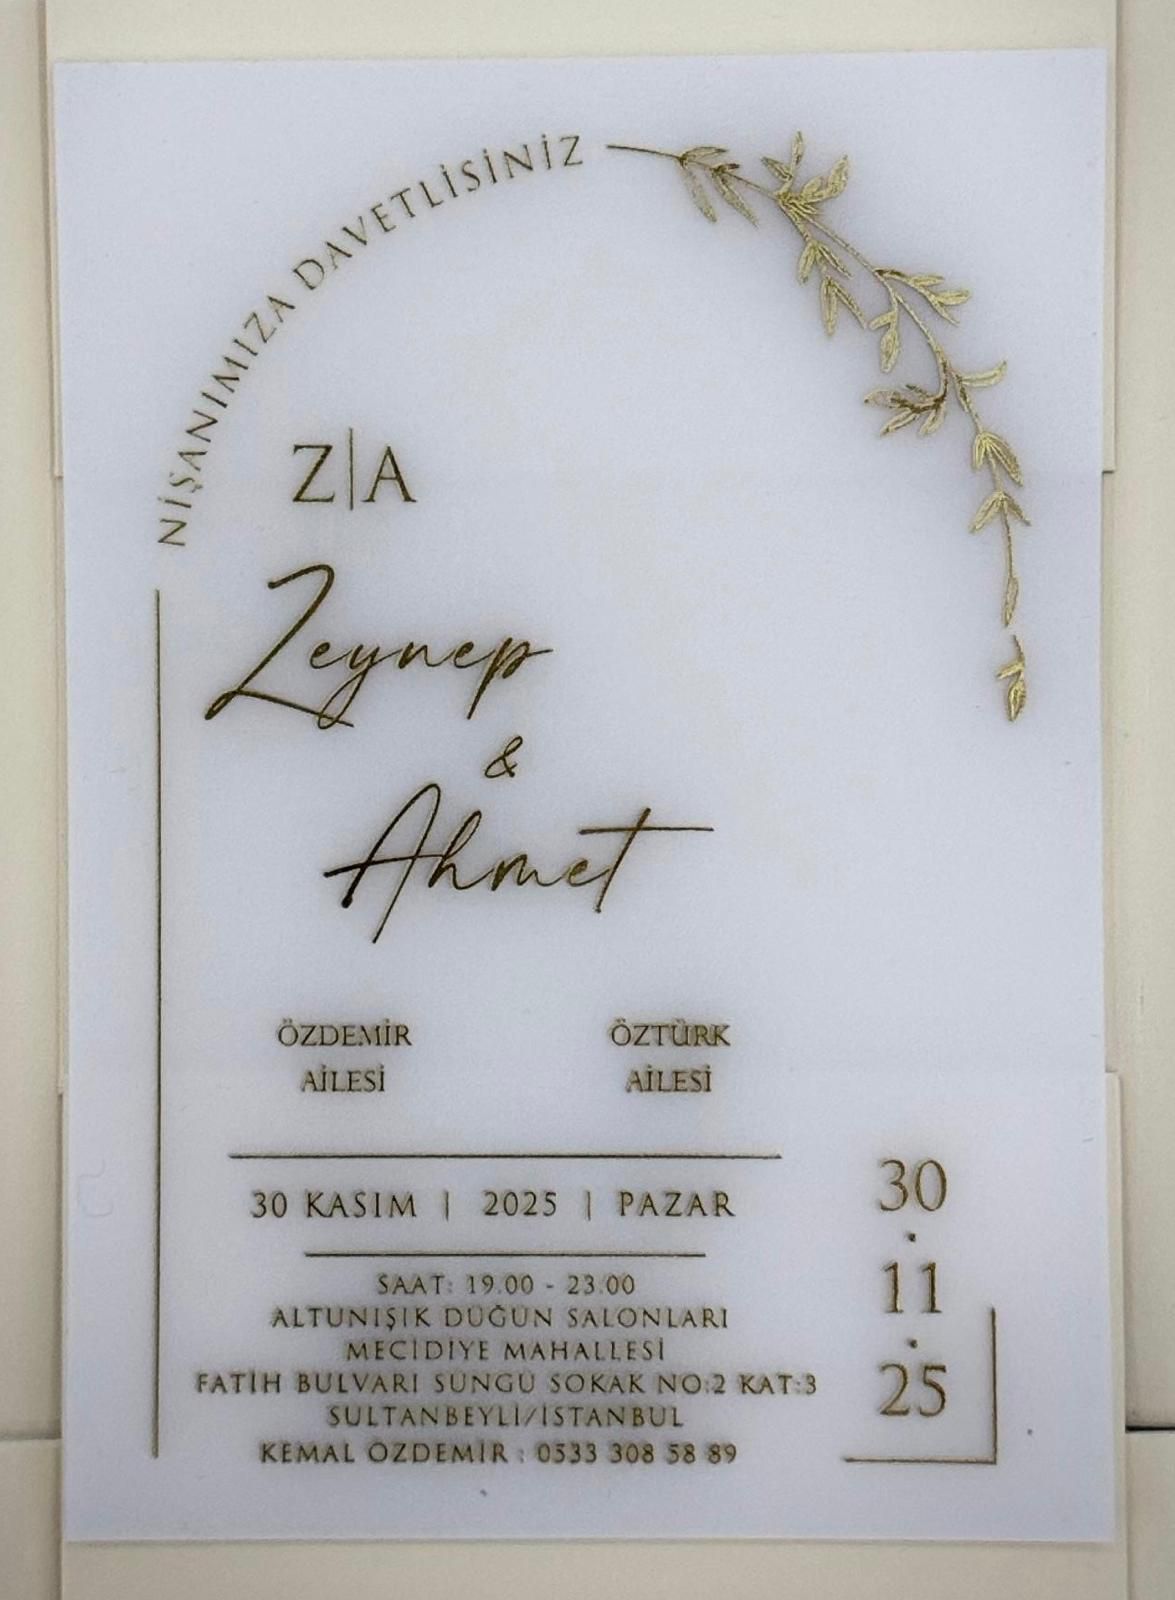 NİŞANIMIZA DAVETLİSİNİZ
Z|A
Zeynep
&
Ahmet
ÖZDEMİR ÖZTÜRK
AİLESİ AİLESİ
30 KASIM | 2025 | PAZAR
SAAT: 19.00 - 23.00
ALTUNIŞIK DÜĞÜN SALONLARI
MECİDİYE MAHALLESİ
FATİH BULVARI SÜNGÜ SOKAK NO:2 KAT:3
SULTANBEYLİ/İSTANBUL
KEMAL ÖZDEMİR : 0533 308 58 89
30
.
11
.
25